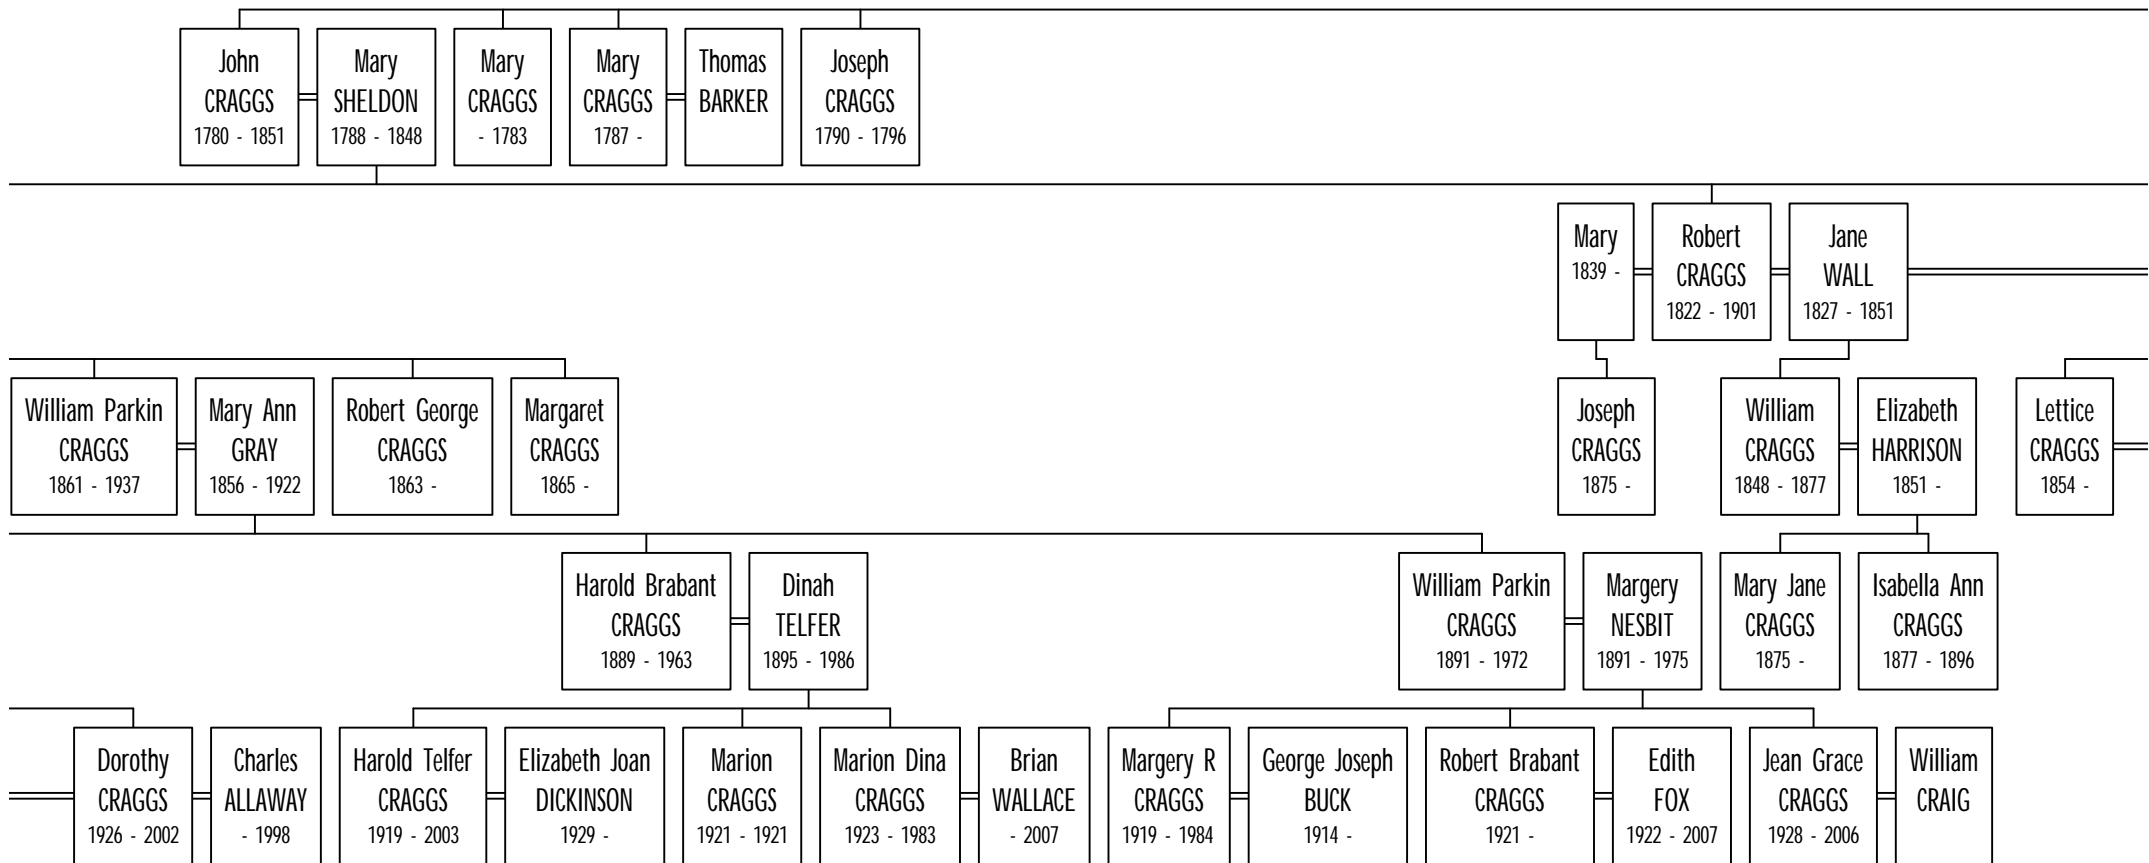 John
CRAGGS
1780 - 1851
Mary
SHELDON
1788 - 1848
Mary
CRAGGS
- 1783
Mary
CRAGGS
1787 -
Thomas
BARKER
Joseph
CRAGGS
1790 - 1796
Mary
1839 -
Robert
CRAGGS
1822 - 1901
Jane
WALL
1827 - 1851
William Parkin
CRAGGS
1861 - 1937
Mary Ann
GRAY
1856 - 1922
Robert George
CRAGGS
1863 -
Margaret
CRAGGS
1865 -
Joseph
CRAGGS
1875 -
William
CRAGGS
1848 - 1877
Elizabeth
HARRISON
1851 -
Lettice
CRAGGS
1854 -
Harold Brabant
CRAGGS
1889 - 1963
Dinah
TELFER
1895 - 1986
William Parkin
CRAGGS
1891 - 1972
Margery
NESBIT
1891 - 1975
Mary Jane
CRAGGS
1875 -
Isabella Ann
CRAGGS
1877 - 1896
Dorothy
CRAGGS
1926 - 2002
Charles
ALLAWAY
- 1998
Harold Telfer
CRAGGS
1919 - 2003
Elizabeth Joan
DICKINSON
1929 -
Marion
CRAGGS
1921 - 1921
Marion Dina
CRAGGS
1923 - 1983
Brian
WALLACE
- 2007
Margery R
CRAGGS
1919 - 1984
George Joseph
BUCK
1914 -
Robert Brabant
CRAGGS
1921 -
Edith
FOX
1922 - 2007
Jean Grace
CRAGGS
1928 - 2006
William
CRAIG